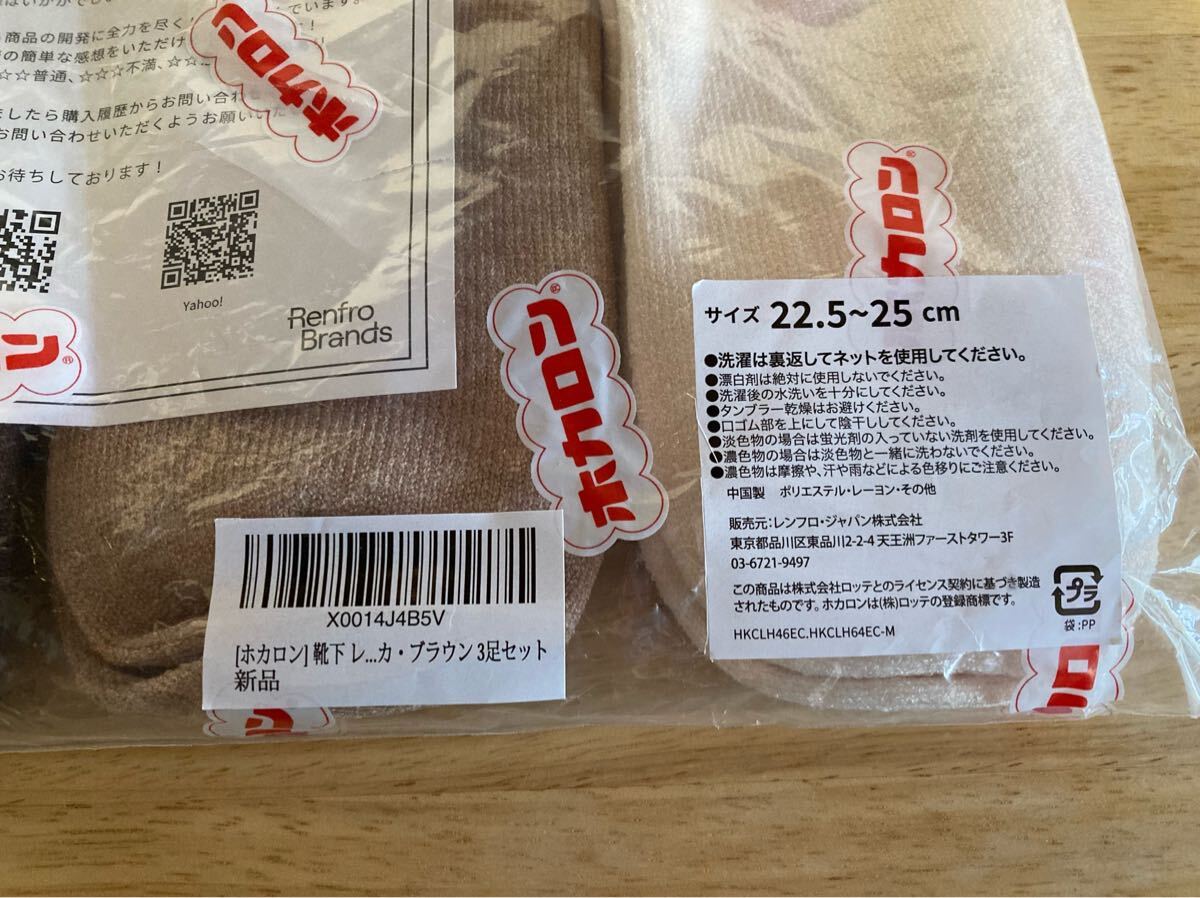 商品の開発に全力を尽く
でいます。
の簡単な感想をいただけ
☆☆普通、☆☆☆不満、☆☆
ましたら購入履歴からお問い合わ
お問い合わせいただくようお願いいた
お待ちしております！
Yahoo!
Renfro
Brands
ホカロン®
ホカロン®
カロン®
ン®
ロン
サイズ 22.5~25 cm
●洗濯は裏返してネットを使用してください。
●漂白剤は絶対に使用しないでください。
●洗濯後の水洗いを十分にしてください。
●タンブラー乾燥はお避けください。
●口ゴム部を上にして陰干ししてください。
●淡色物の場合は蛍光剤の入っていない洗剤を使用してください。
●濃色物の場合は淡色物と一緒に洗わないでください。
●濃色物は摩擦や、汗や雨などによる色移りにご注意ください。
中国製 ポリエステル・レーヨン・その他
販売元:レンフロ・ジャパン株式会社
東京都品川区東品川2-2-4 天王洲ファーストタワー3F
03-6721-9497
この商品は株式会社ロッテとのライセンス契約に基づき製造
されたものです。ホカロンは(株)ロッテの登録商標です。
HKCLH46EC.HKCLH64EC-M
プラ
袋:PP
X0014J4B5V
[ホカロン] 靴下 レ...カ・ブラウン 3足セット
新品